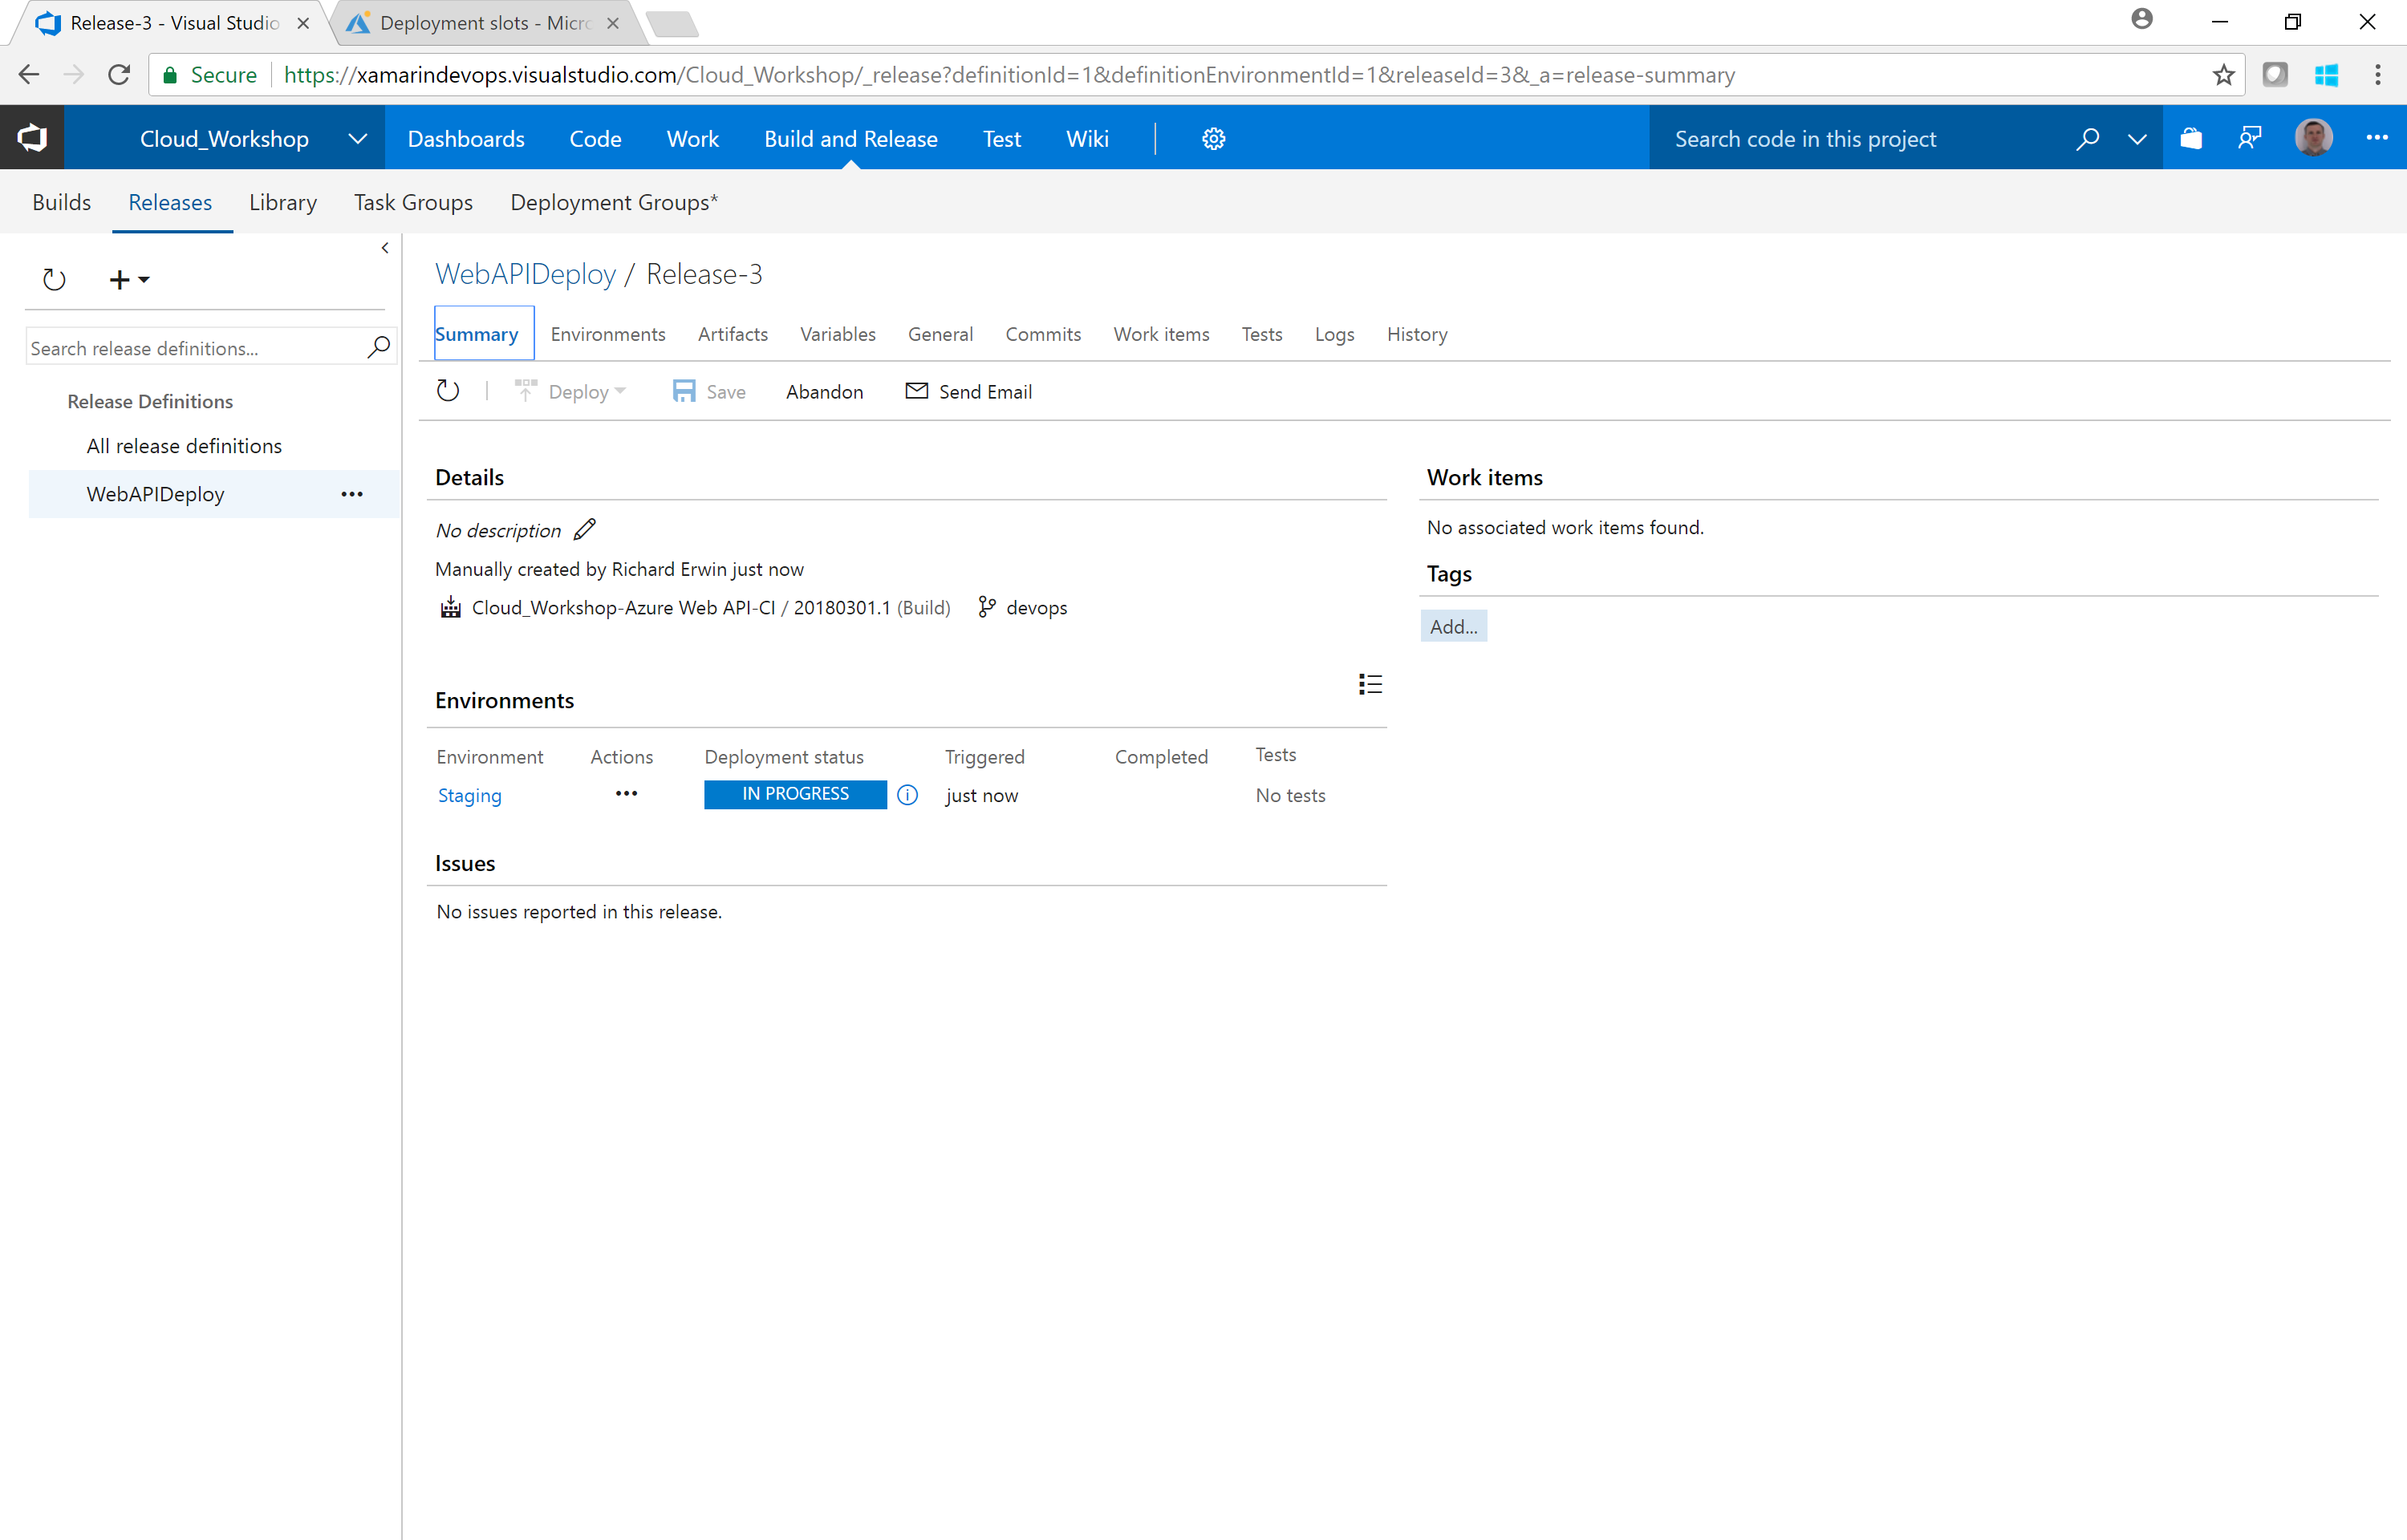 Release-3 - Visual Studio
Deployment slots - Micro
Secure
https://xamarindevops.visualstudio.com/Cloud_Workshop/_release?definitionId=1&definitionEnvironmentId=1&releaseId=3&_a=release-summary
Cloud_Workshop
Dashboards
Code
Work
Build and Release
Test
Wiki
Search code in this project
Builds
Releases
Library
Task Groups
Deployment Groups*
Search release definitions...
Release Definitions
All release definitions
WebAPIDeploy
WebAPIDeploy / Release-3
Summary
Environments
Artifacts
Variables
General
Commits
Work items
Tests
Logs
History
Deploy
Save
Abandon
Send Email
Details
No description
Manually created by Richard Erwin just now
Cloud_Workshop-Azure Web API-CI / 20180301.1 (Build) devops
Work items
No associated work items found.
Tags
Add...
Environments
Environment Actions Deployment status Triggered Completed Tests
Staging IN PROGRESS just now No tests
Issues
No issues reported in this release.